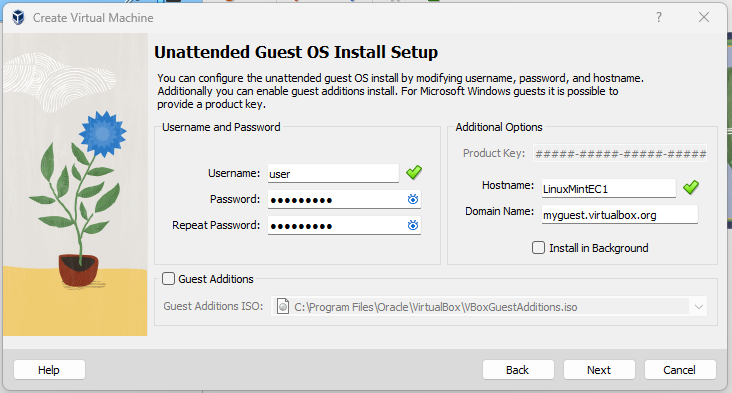 Create Virtual Machine
?
Unattended Guest OS Install Setup
You can configure the unattended guest OS install by modifying username, password, and hostname.
Additionally you can enable guest additions install. For Microsoft Windows guests it is possible to
provide a product key.
Username and Password
Username: user
Password: ●●●●●●●●●
Repeat Password: ●●●●●●●●●
Additional Options
Product Key: #####-#####-#####-#####-#####
Hostname: LinuxMintEC1
Domain Name: myguest.virtualbox.org
Install in Background
Guest Additions
Guest Additions ISO: C:\Program Files\Oracle\VirtualBox\VBoxGuestAdditions.iso
Help Back Next Cancel